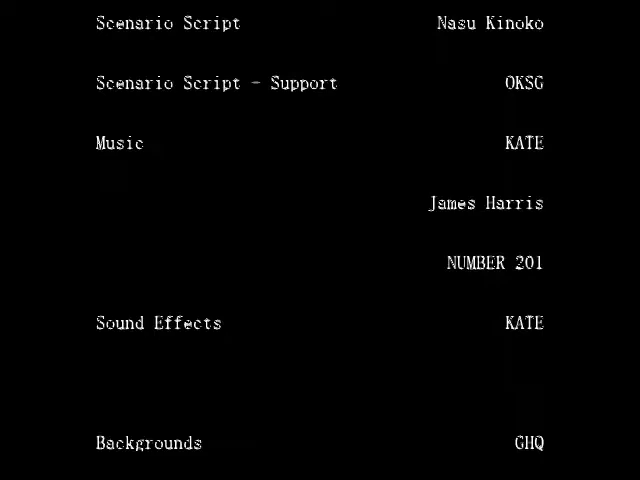 Scenario Script Nasu Kinoko
Scenario Script - Support OKSG
Music KATE
James Harris
NUMBER 201
Sound Effects KATE
Backgrounds GHQ